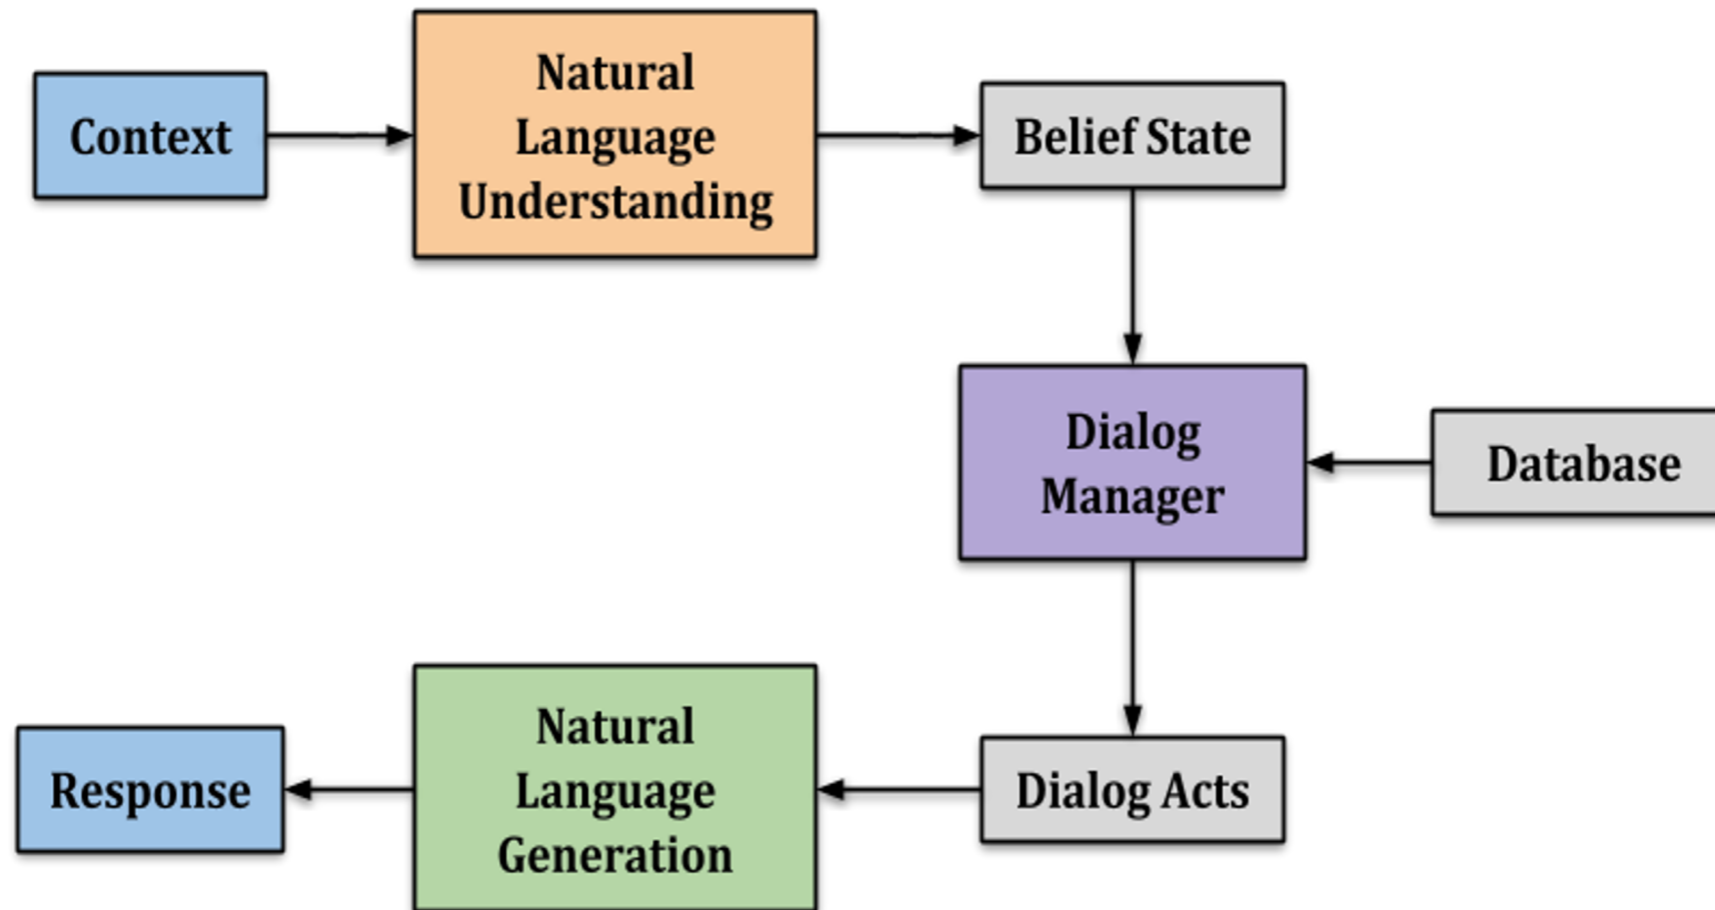 Context
Natural
Language
Understanding
Belief State
Dialog
Manager
Database
Dialog Acts
Natural
Language
Generation
Response